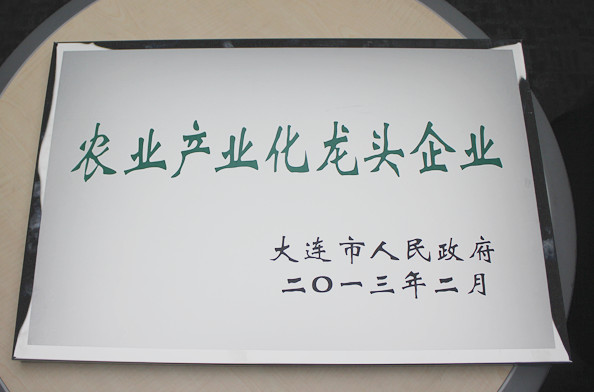 农业产业化龙头企业
大连市人民政府
二〇一三年二月